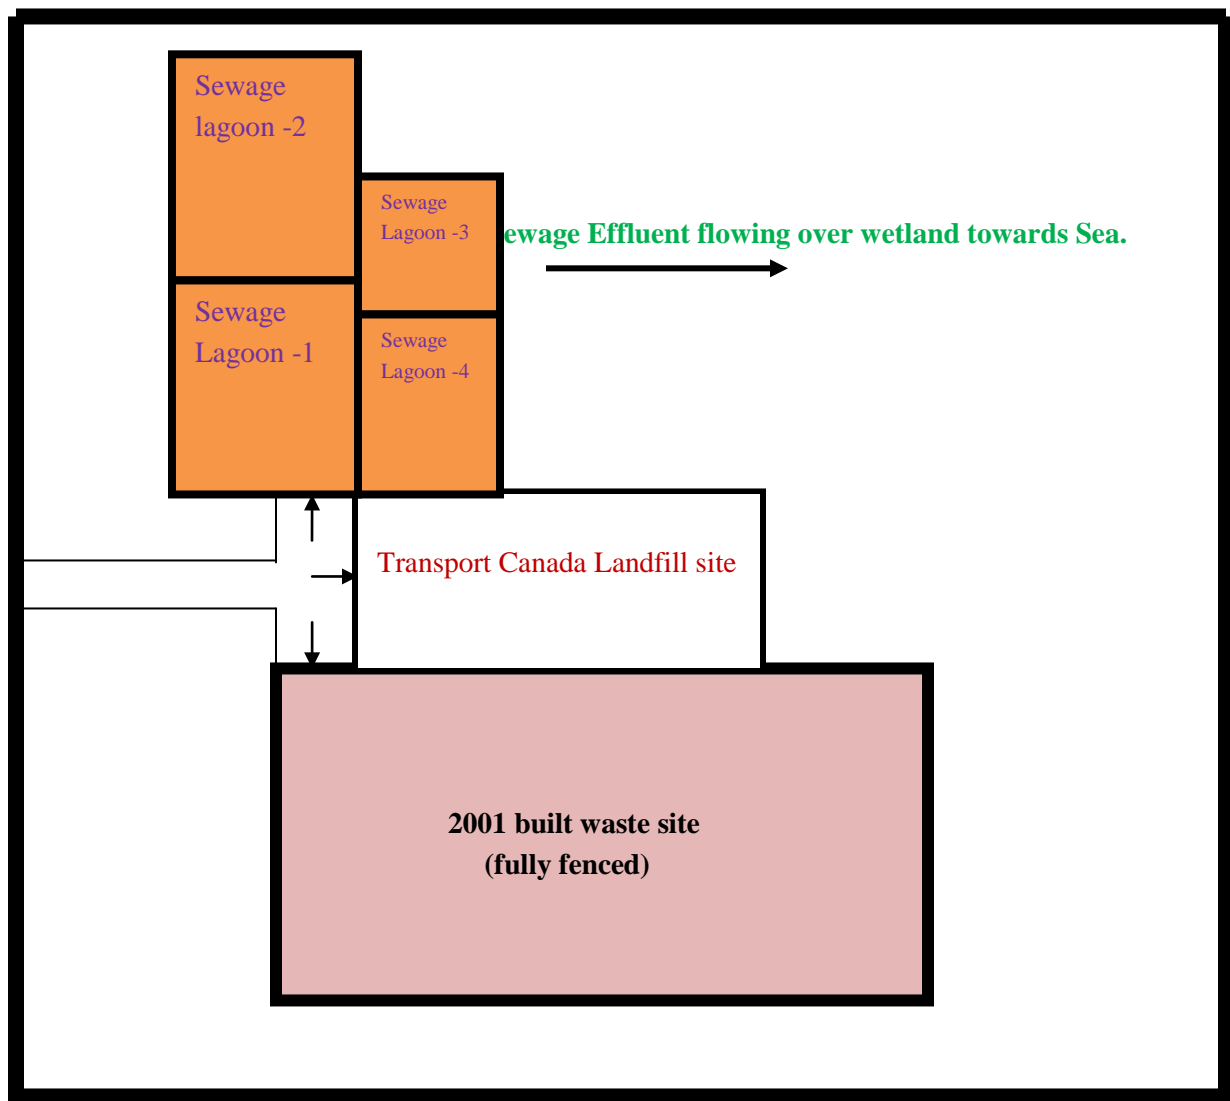 Sewage
lagoon -2
Sewage
Lagoon -3
ewage Effluent flowing over wetland towards Sea.
Sewage
Lagoon -1
Sewage
Lagoon -4
Transport Canada Landfill site
2001 built waste site
(fully fenced)